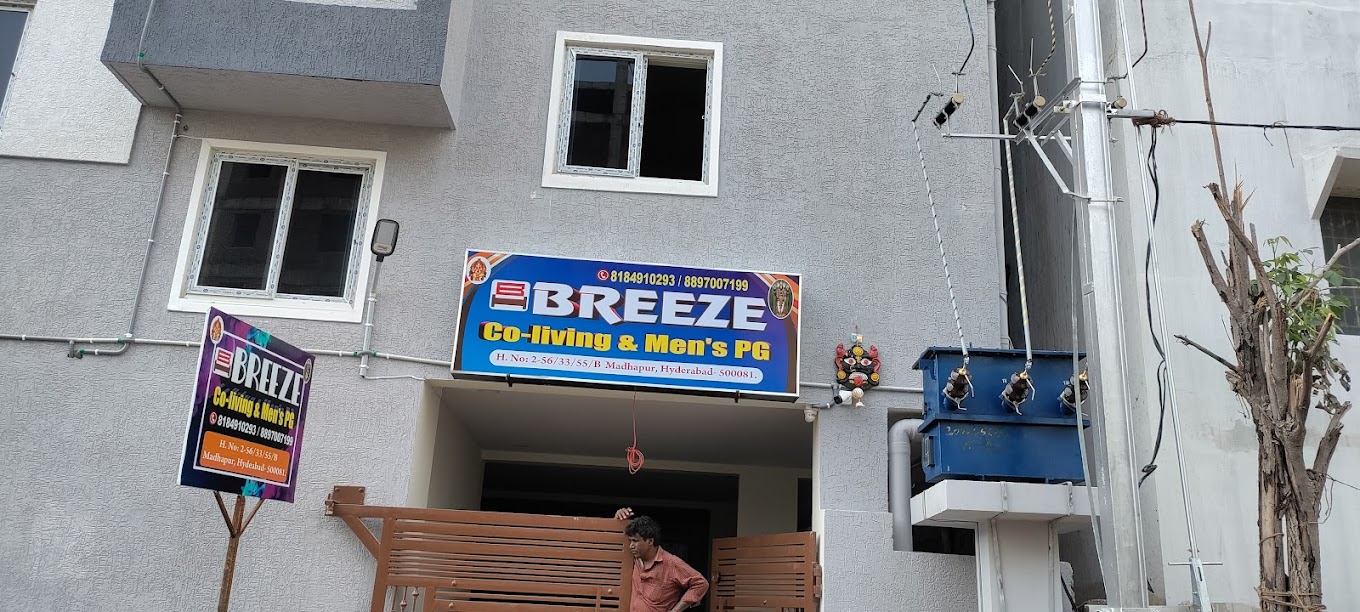 8184910293 / 8897007199
BREEZE
Co-living & Men's PG
H. No: 2-56/33/55/B Madhapur, Hyderabad- 500081.
BREEZE
Co-living & Men's PG
8184910293 / 8897007199
H. No: 2-56/33/55/B
Madhapur, Hyderabad- 500081.